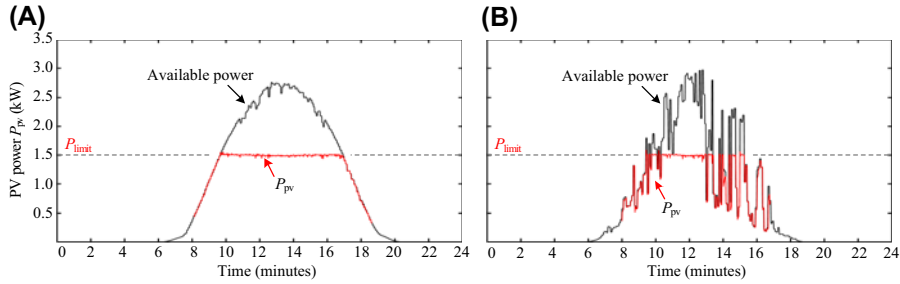 (A)
(B)
PV power Ppv (kW)
3.5
3.0
2.5
2.0
1.5
1.0
0.5
Available power
Plimit
Ppv
0 2 4 6 8 10 12 14 16 18 20 22 24
Time (minutes)
Available power
Plimit
Ppv
0 2 4 6 8 10 12 14 16 18 20 22 24
Time (minutes)